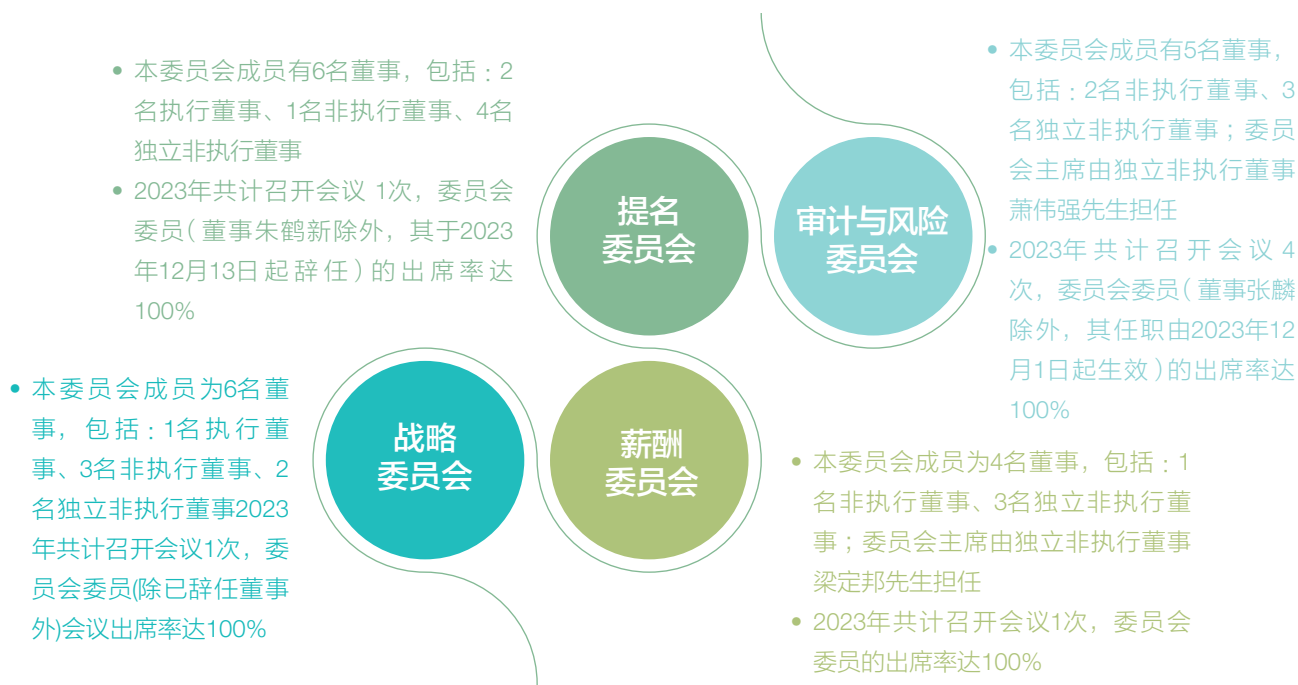 • 本委员会成员有6名董事，包括：2
名执行董事、1名非执行董事、4名
独立非执行董事
• 2023年共计召开会议 1次，委员会
委员（董事朱鹤新除外，其于2023
年12月13日起辞任）的出席率达
100%
提名
委员会
审计与风险
委员会
• 本委员会成员有5名董事，
包括：2名非执行董事、3
名独立非执行董事；委员
会主席由独立非执行董事
萧伟强先生担任
• 2023年共计召开会议4
次，委员会委员（董事张麟
除外，其任职由2023年12
月1日起生效）的出席率达
100%
• 本委员会成员为6名董
事，包括：1名执行董
事、3名非执行董事、2
名独立非执行董事2023
年共计召开会议1次，委
员会委员(除已辞任董事
外)会议出席率达100%
战略
委员会
薪酬
委员会
• 本委员会成员为4名董事，包括：1
名非执行董事、3名独立非执行董
事；委员会主席由独立非执行董事
梁定邦先生担任
• 2023年共计召开会议1次，委员会
委员的出席率达100%